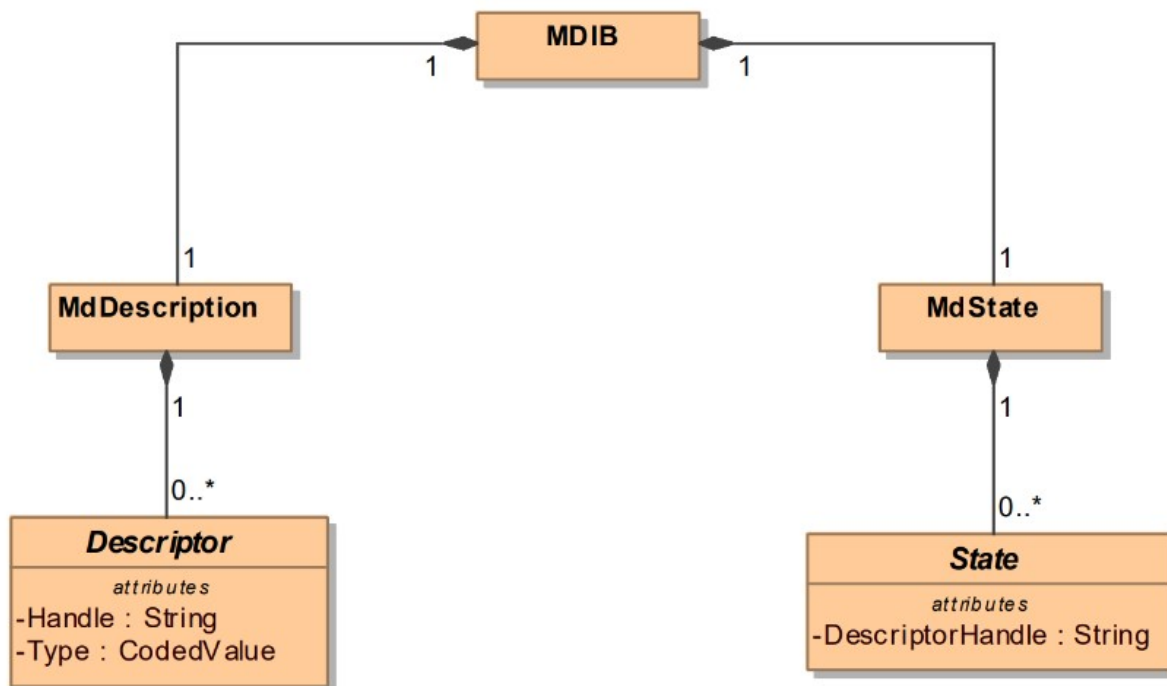 MDIB
1
1
1
1
MdDescription
MdState
1
1
0..*
0..*
Descriptor
attributes
-Handle : String
-Type : CodedValue
State
attributes
-DescriptorHandle : String